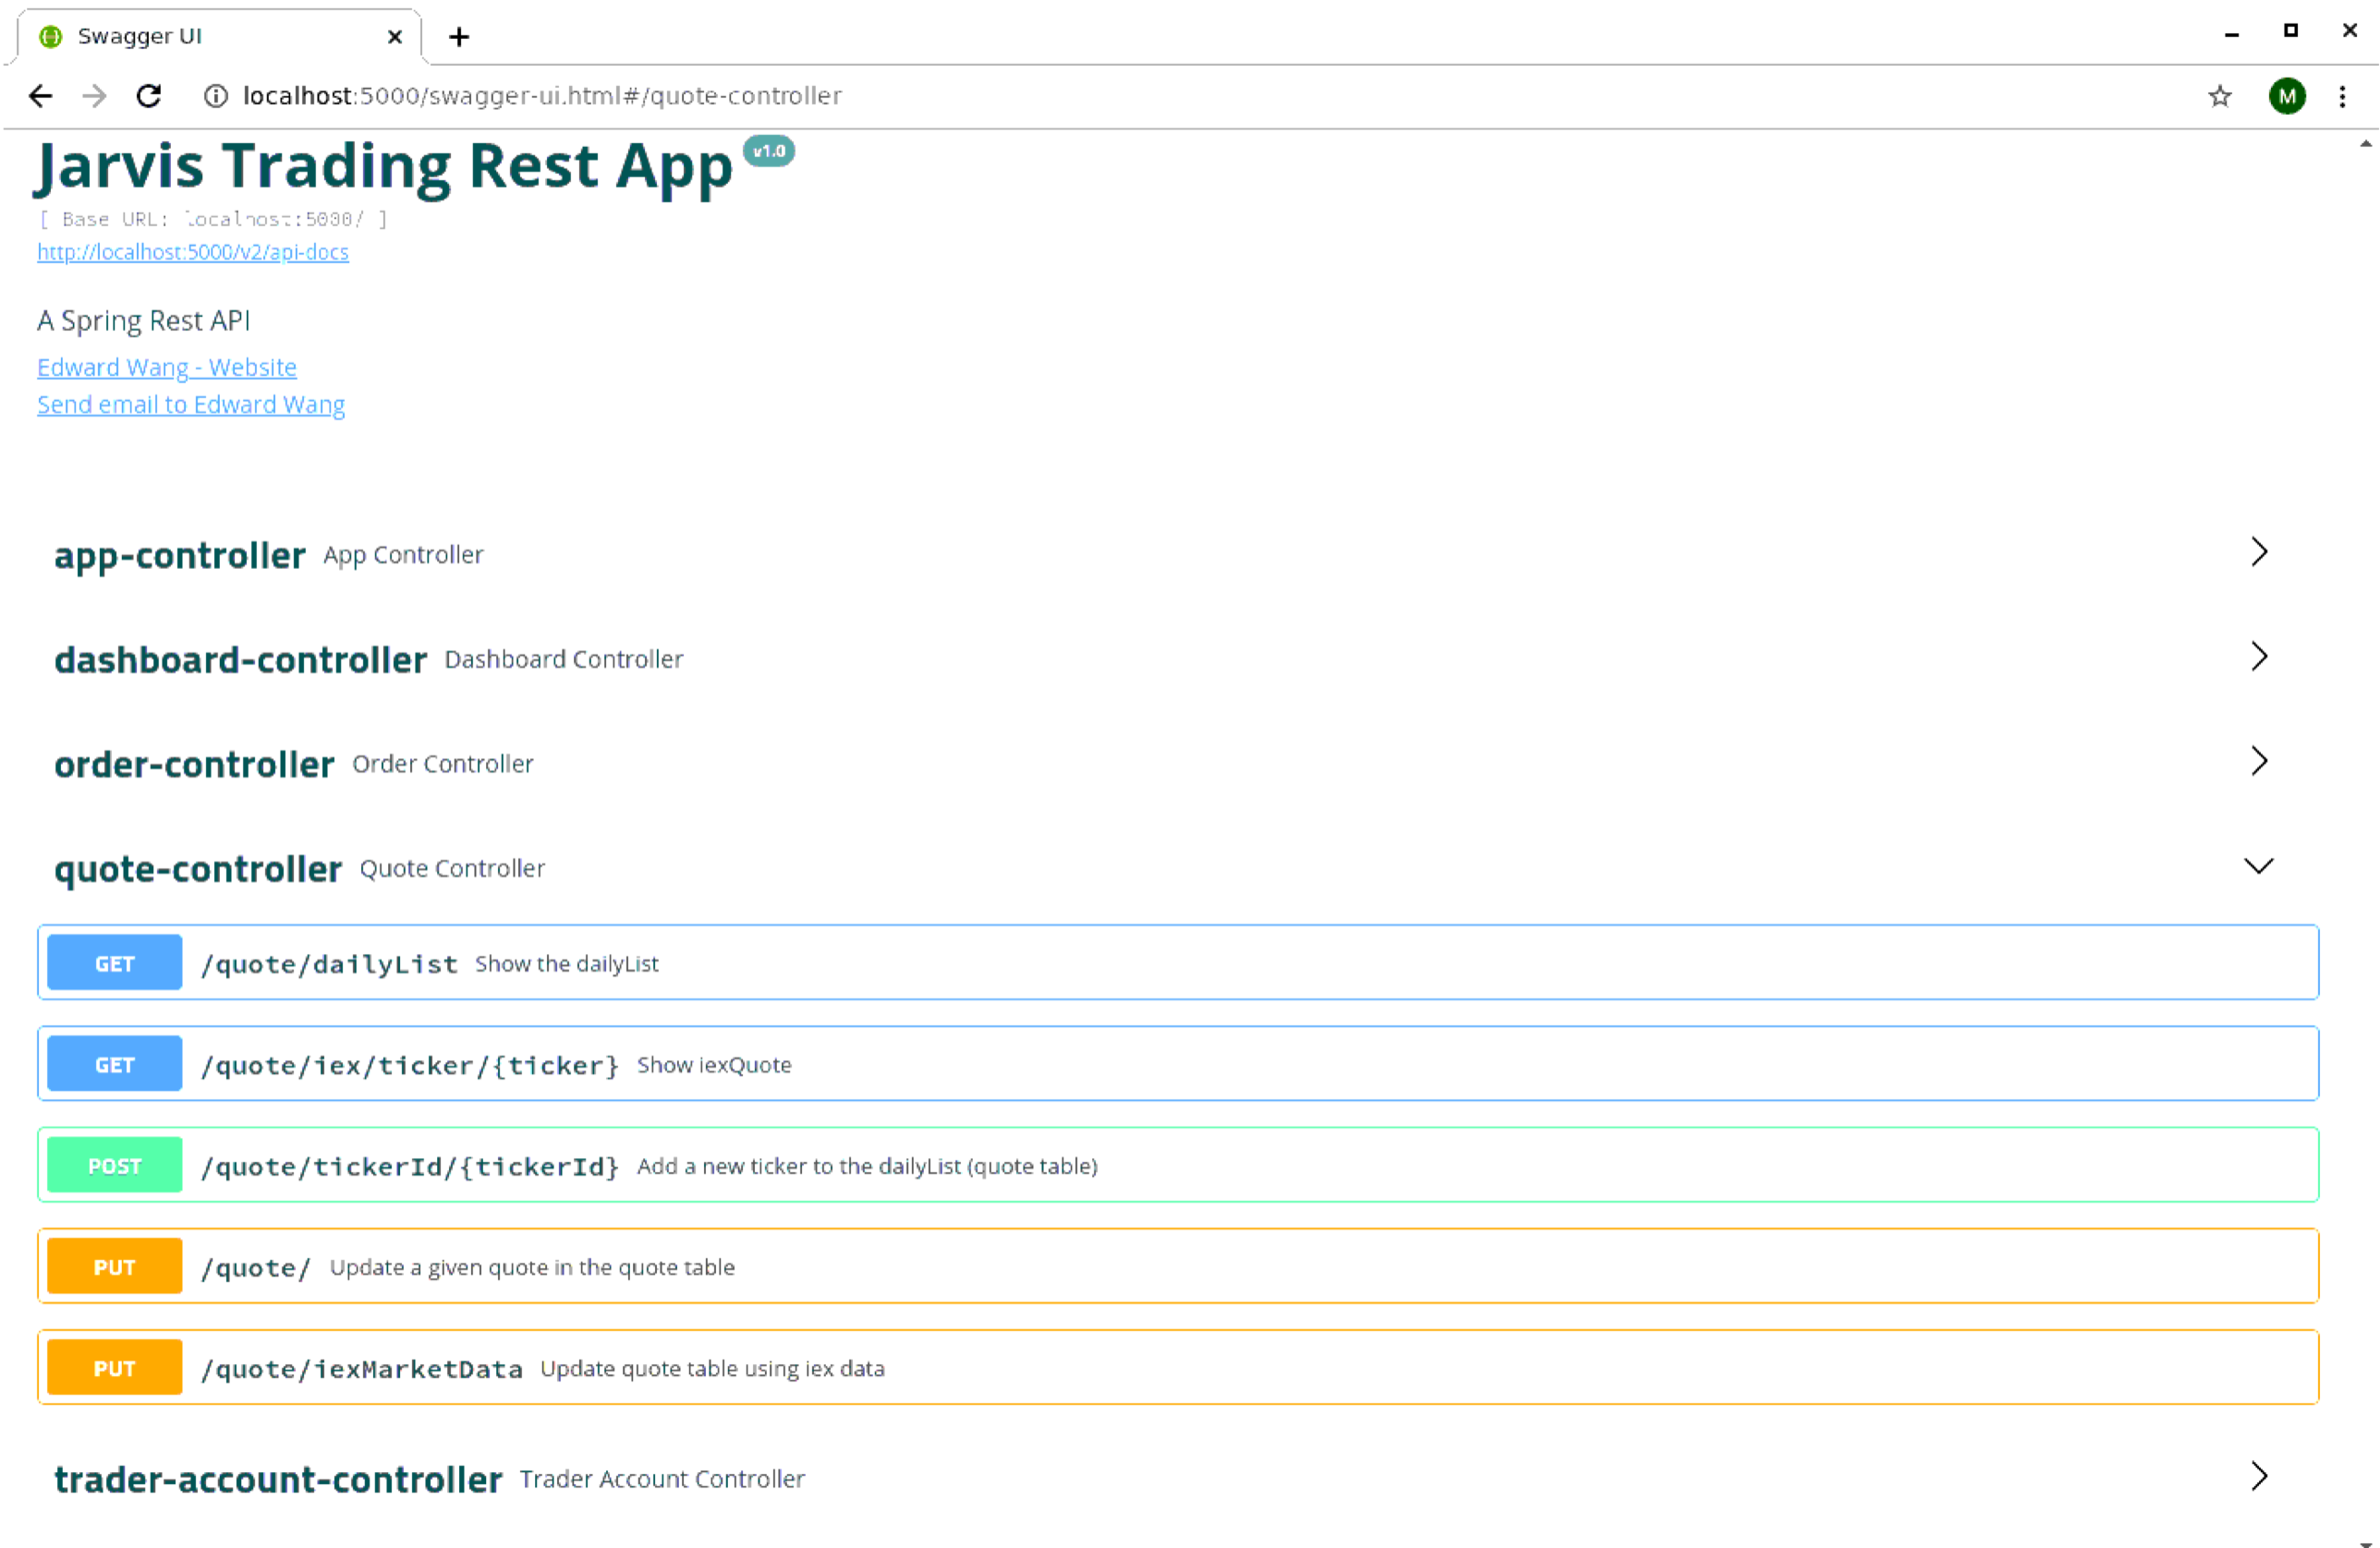 Swagger UI
localhost:5000/swagger-ui.html#/quote-controller
M
Jarvis Trading Rest App v1.0
[ Base URL: localhost:5000/ ]
http://localhost:5000/v2/api-docs
A Spring Rest API
Edward Wang - Website
Send email to Edward Wang
app-controller App Controller
dashboard-controller Dashboard Controller
order-controller Order Controller
quote-controller Quote Controller
GET /quote/dailyList Show the dailyList
GET /quote/iex/ticker/{ticker} Show iexQuote
POST /quote/tickerId/{tickerId} Add a new ticker to the dailyList (quote table)
PUT /quote/ Update a given quote in the quote table
PUT /quote/iexMarketData Update quote table using iex data
trader-account-controller Trader Account Controller